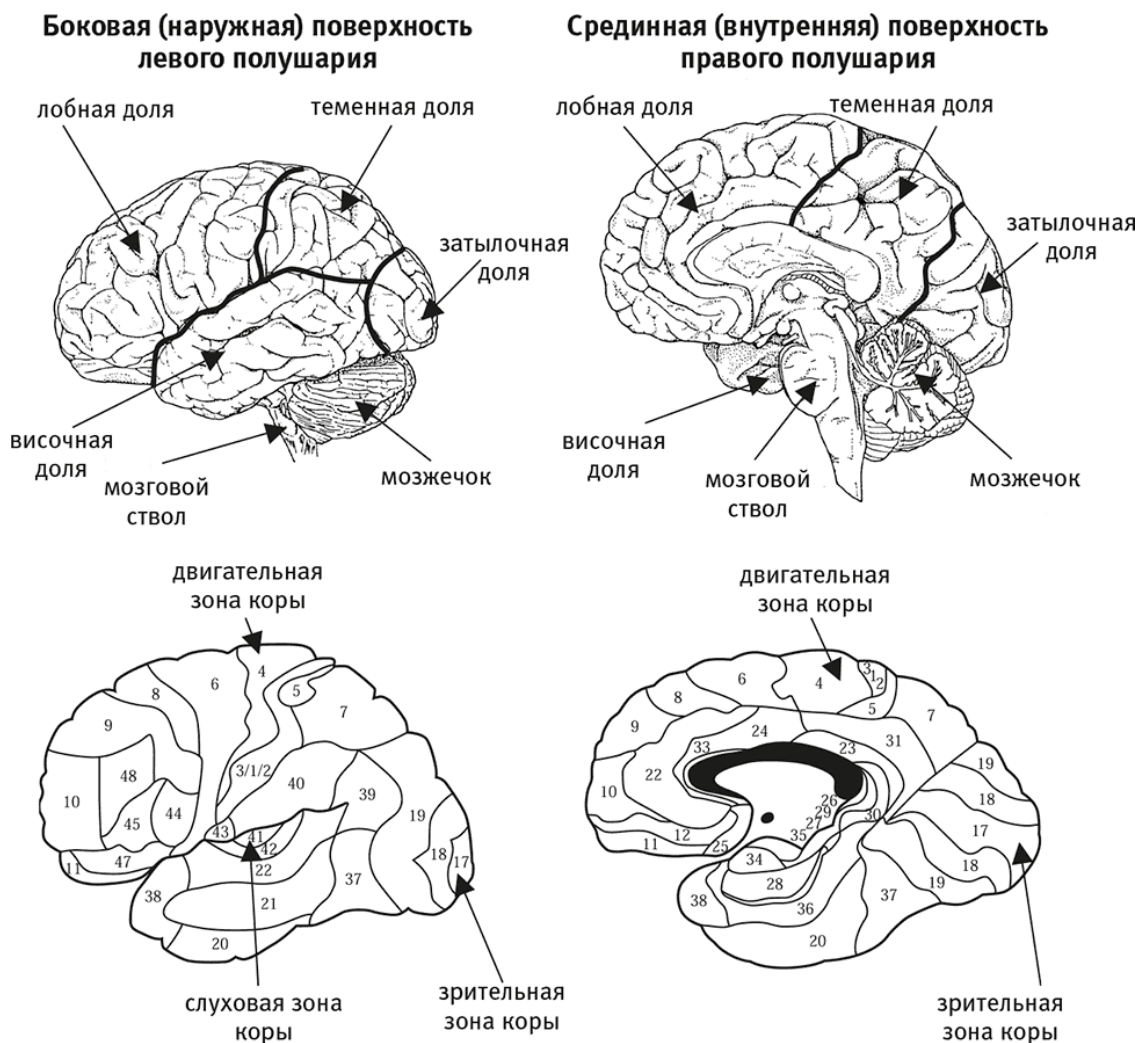 Боковая (наружная) поверхность
левого полушария
Срединная (внутренняя) поверхность
правого полушария
лобная доля
теменная доля
затылочная
доля
височная
доля
мозговой
ствол
мозжечок
лобная доля
теменная доля
затылочная
доля
височная
доля
мозговой
ствол
мозжечок
двигательная
зона коры
4
6
8
5
7
9
3/1/2
48
40
10
39
19
44
45
43
41
42
18
17
47
11
22
37
38
21
20
слуховая зона
коры
зрительная
зона коры
двигательная
зона коры
3
1
2
4
6
8
5
7
9
24
31
33
23
22
19
10
26
18
29
30
27
17
12
35
11
25
34
18
28
19
37
38
36
20
зрительная
зона коры